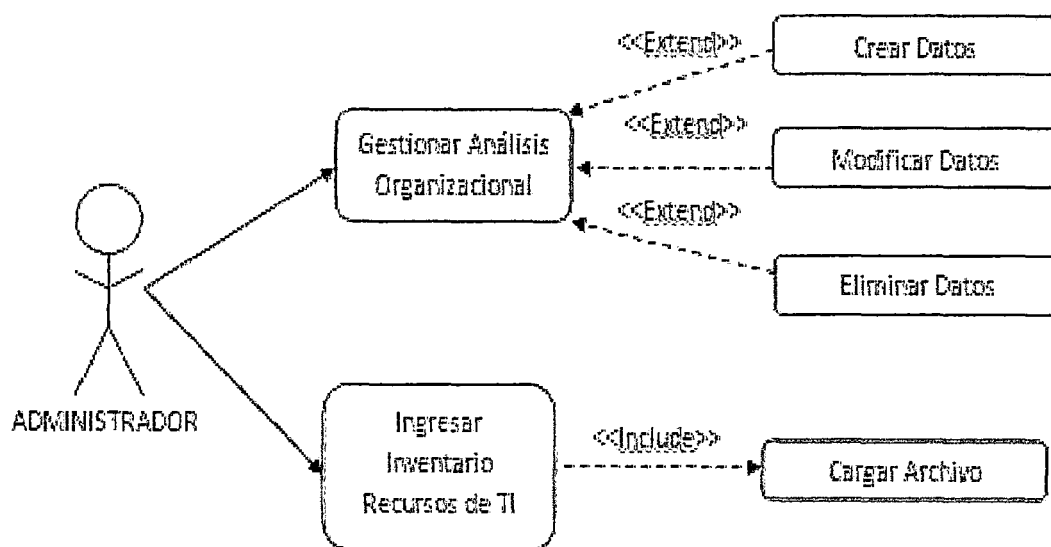 <<Extend>>
Crear Datos
Gestionar Análisis
Organizacional
<<Extend>>
Modificar Datos
<<Extend>>
Eliminar Datos
ADMINISTRADOR
Ingresar
Inventario
Recursos de TI
<<Include>>
Cargar Archivo